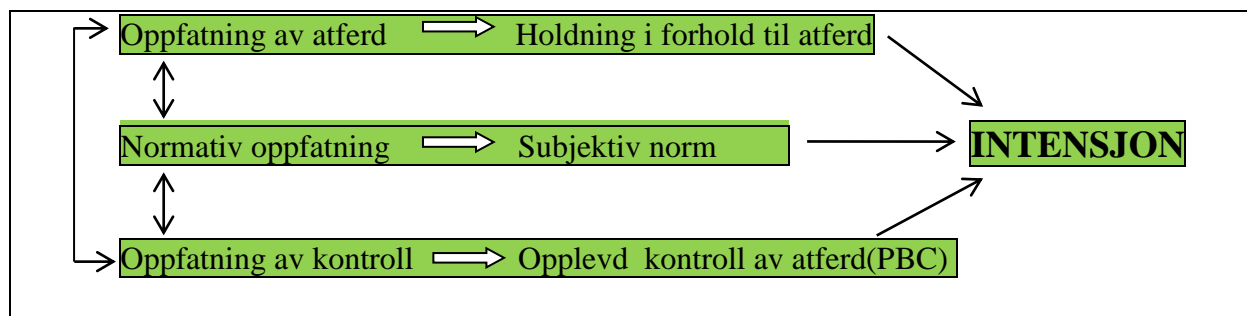 Oppfatning av atferd Holdning i forhold til atferd
Normativ oppfatning Subjektiv norm
INTENSJON
Oppfatning av kontroll Opplevd kontroll av atferd(PBC)